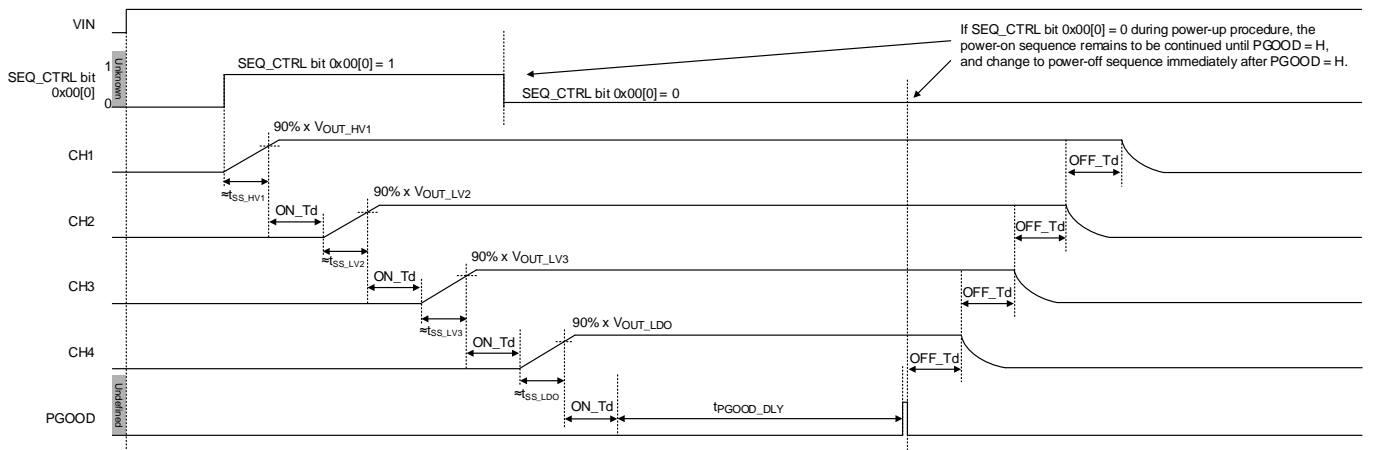 VIN
If SEQ_CTRL bit 0x00[0] = 0 during power-up procedure, the
power-on sequence remains to be continued until PGOOD = H,
and change to power-off sequence immediately after PGOOD = H.
SEQ_CTRL bit
0x00[0]
1
0
Unknown
SEQ_CTRL bit 0x00[0] = 1
SEQ_CTRL bit 0x00[0] = 0
CH1
90% x VOUT_HV1
≈tSS_HV1
OFF_Td
CH2
ON_Td
90% x VOUT_LV2
≈tSS_LV2
OFF_Td
CH3
ON_Td
90% x VOUT_LV3
≈tSS_LV3
OFF_Td
CH4
ON_Td
90% x VOUT_LDO
≈tSS_LDO
OFF_Td
PGOOD
Undefined
ON_Td
tPGOOD_DLY